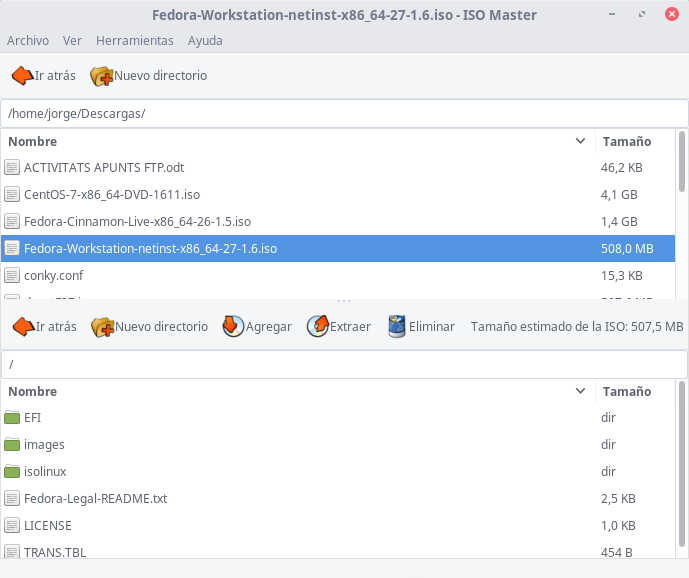 Fedora-Workstation-netinst-x86_64-27-1.6.iso - ISO Master
Archivo Ver Herramientas Ayuda
Ir atrás Nuevo directorio
/home/jorge/Descargas/
Nombre Tamaño
ACTIVITATS APUNTS FTP.odt 46,2 KB
CentOS-7-x86_64-DVD-1611.iso 4,1 GB
Fedora-Cinnamon-Live-x86_64-26-1.5.iso 1,4 GB
Fedora-Workstation-netinst-x86_64-27-1.6.iso 508,0 MB
conky.conf 15,3 KB
Ir atrás Nuevo directorio Agregar Extraer Eliminar Tamaño estimado de la ISO: 507,5 MB
/
Nombre Tamaño
EFI dir
images dir
isolinux dir
Fedora-Legal-README.txt 2,5 KB
LICENSE 1,0 KB
TRANS.TBL 454 B